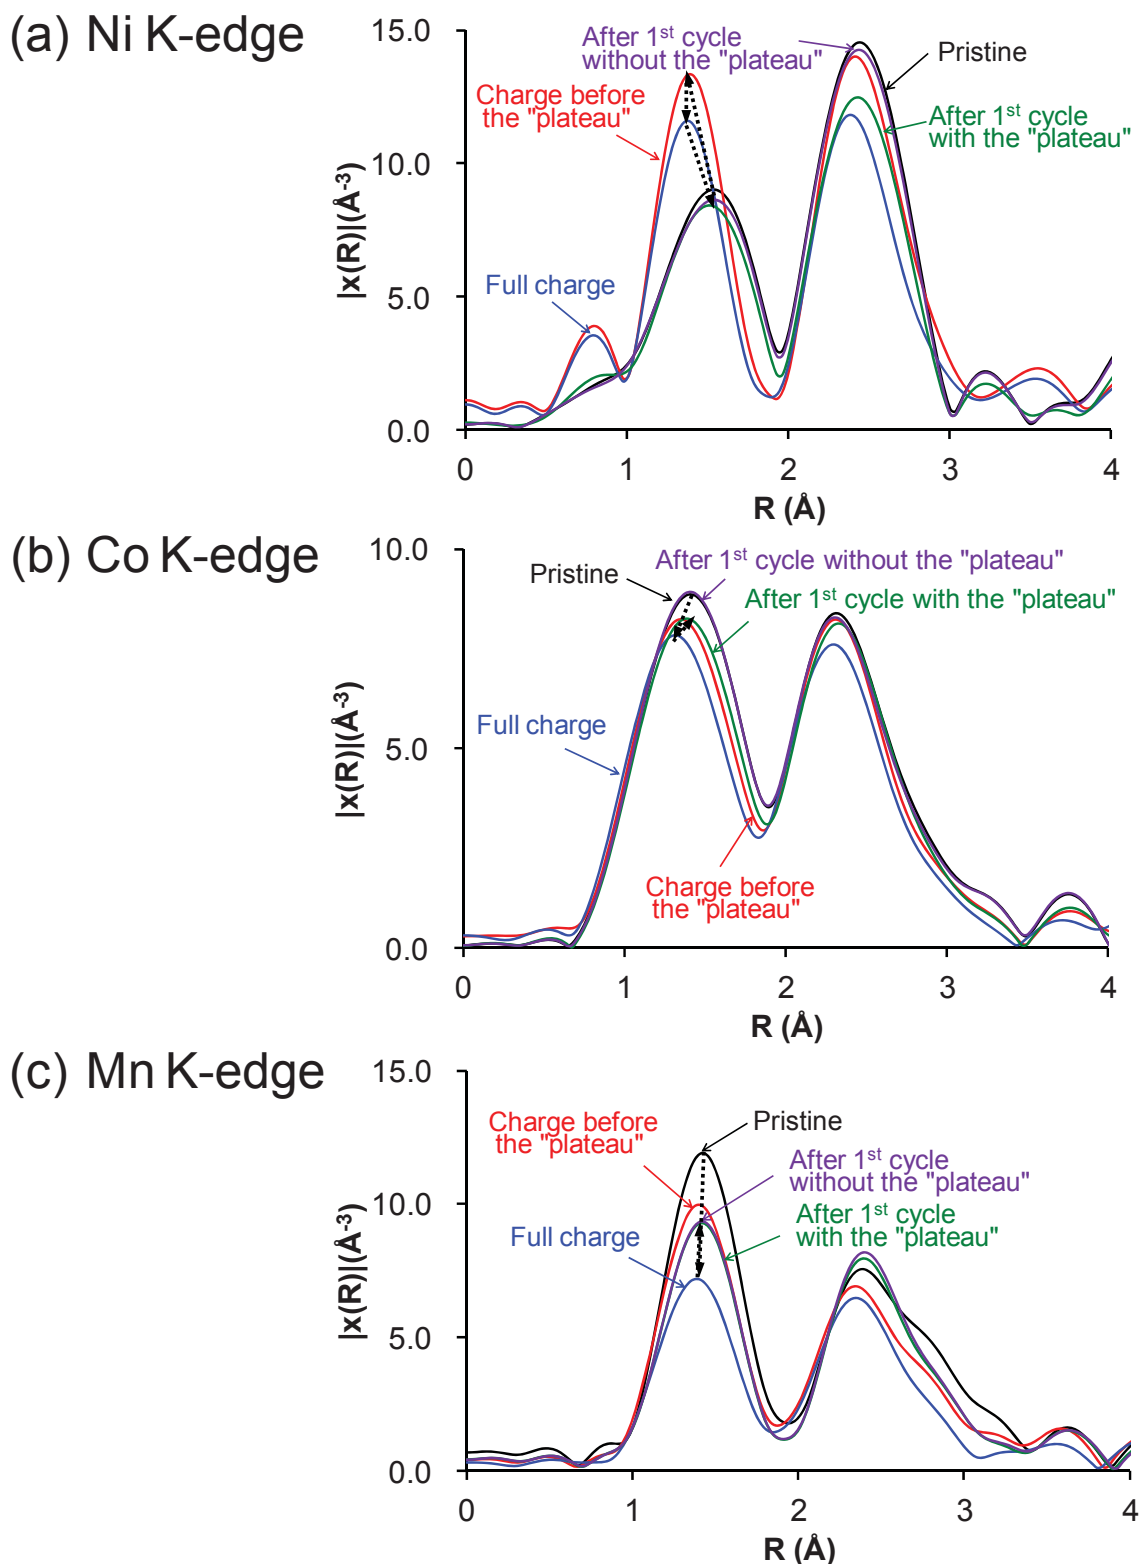 (a) Ni K-edge
15.0
After 1st cycle
without the "plateau"
Pristine
Charge before
the "plateau"
After 1st cycle
with the "plateau"
10.0
|x(R)|(Å-3)
Full charge
5.0
0.0
0 1 2 3 4
R (Å)
(b) Co K-edge
10.0
After 1st cycle without the "plateau"
Pristine
After 1st cycle with the "plateau"
|x(R)|(Å-3)
Full charge
5.0
Charge before
the "plateau"
0.0
0 1 2 3 4
R (Å)
(c) Mn K-edge
15.0
Charge before
the "plateau"
Pristine
After 1st cycle
without the "plateau"
10.0
After 1st cycle
with the "plateau"
Full charge
|x(R)|(Å-3)
5.0
0.0
0 1 2 3 4
R (Å)